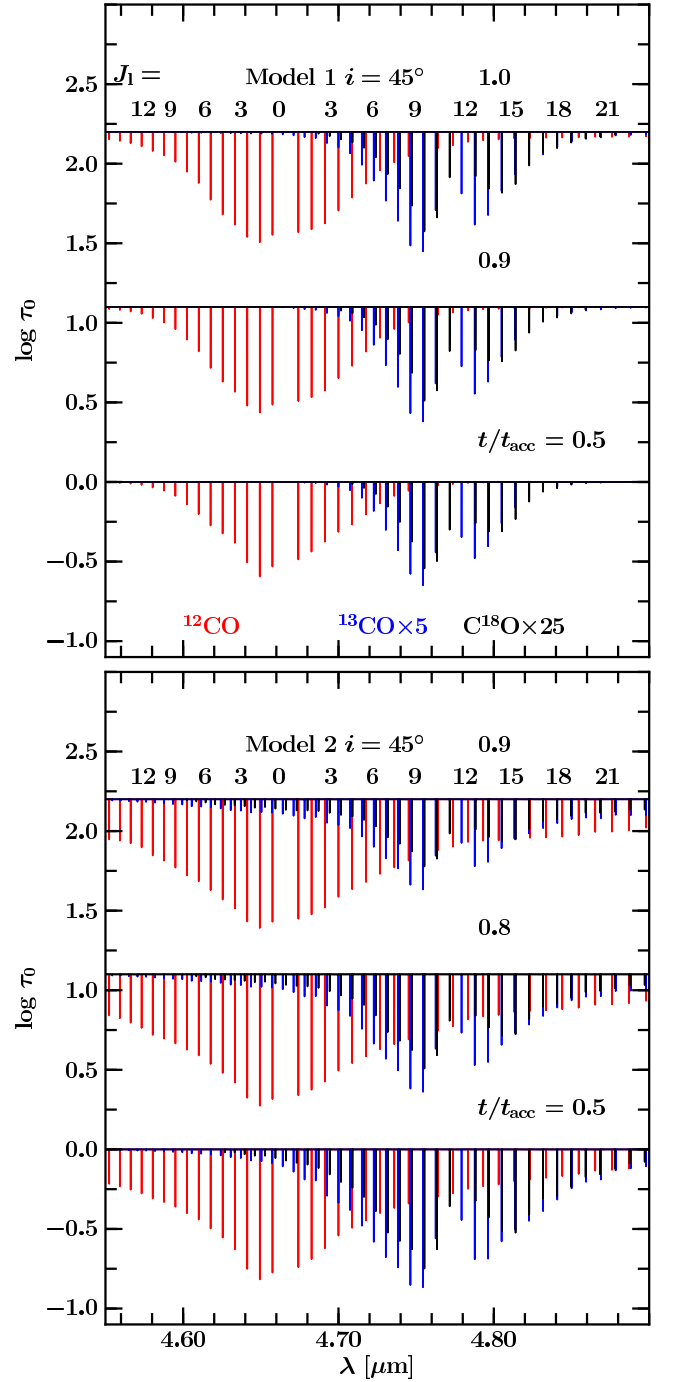 J_l =
Model 1 i = 45° 1.0
12 9 6 3 0 3 6 9 12 15 18 21
2.5
2.0
1.5
0.9
1.0
0.5
t/t_acc = 0.5
0.0
−0.5
−1.0
log τ_0
¹²CO ¹³CO×5 C¹⁸O×25
Model 2 i = 45° 0.9
12 9 6 3 0 3 6 9 12 15 18 21
2.5
2.0
1.5
0.8
1.0
0.5
t/t_acc = 0.5
0.0
−0.5
−1.0
log τ_0
4.60 4.70 4.80
λ [μm]